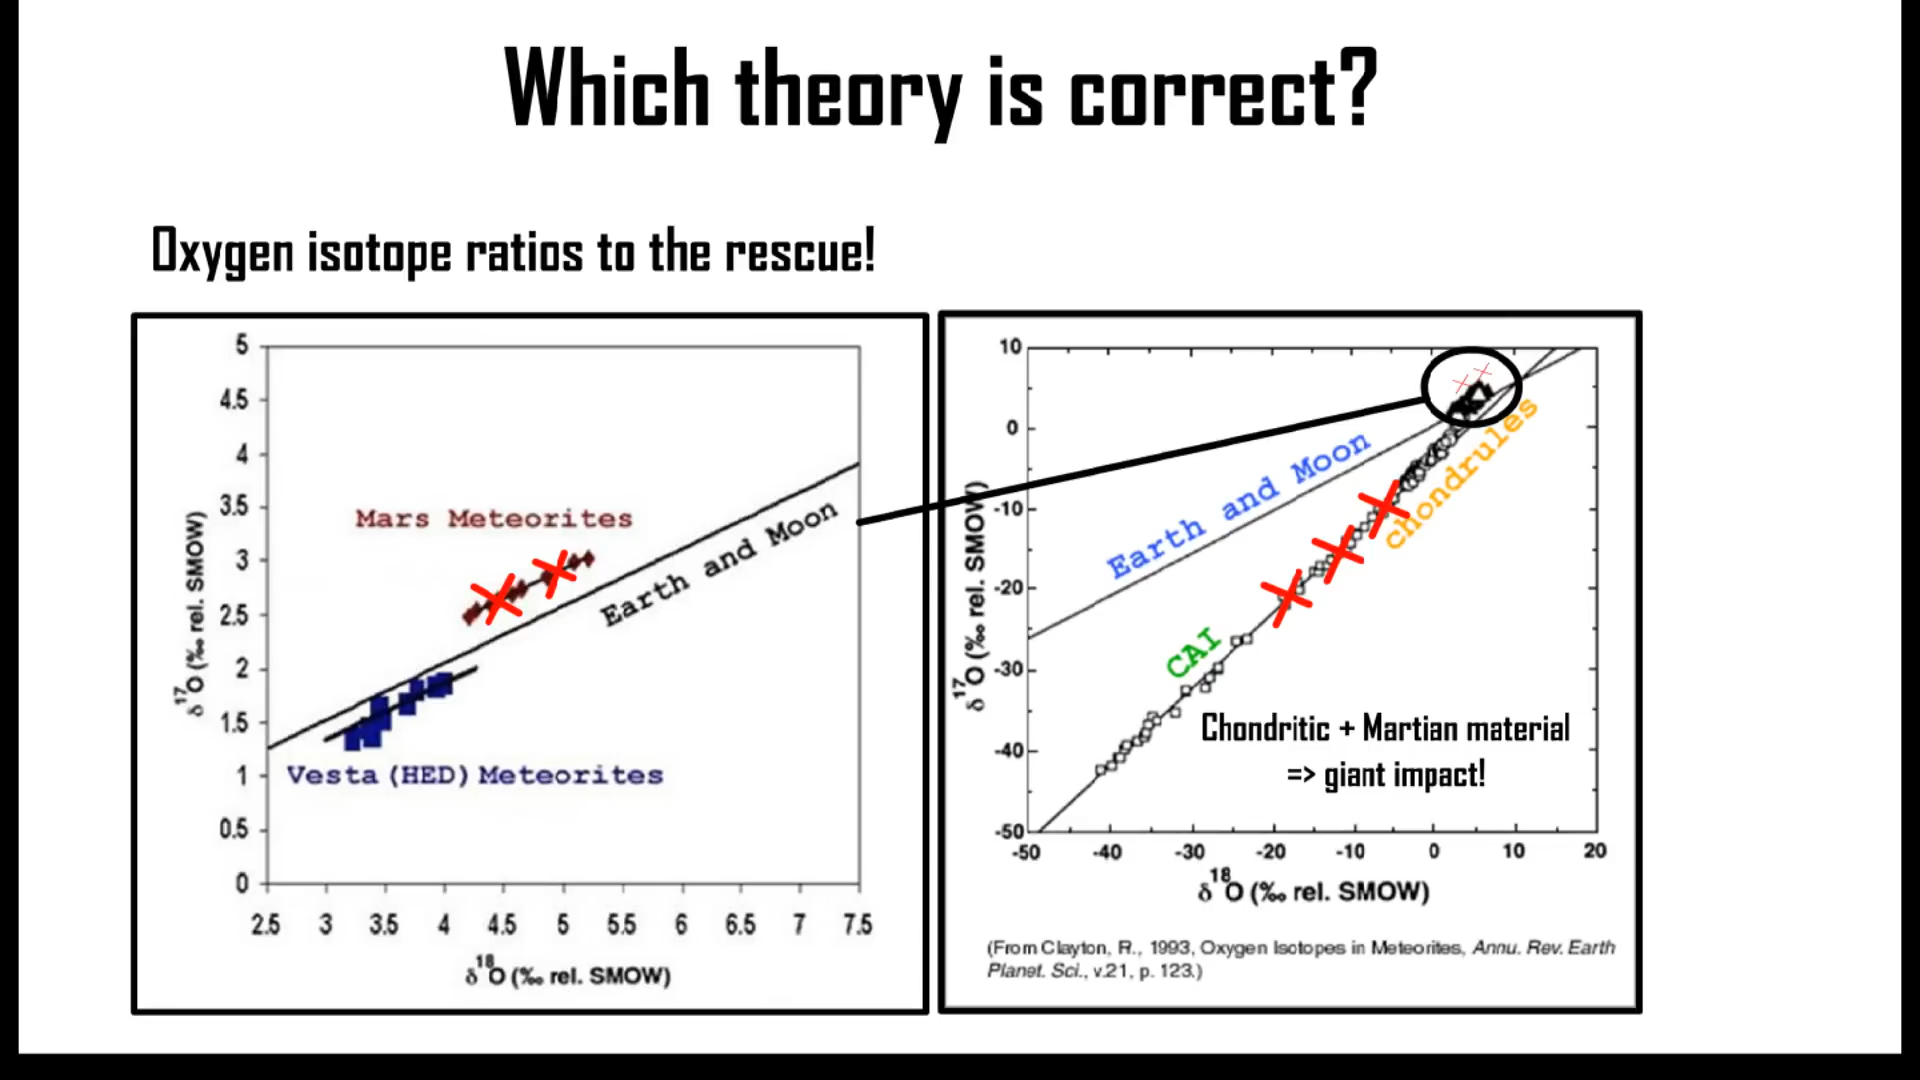 Which theory is correct?
Oxygen isotope ratios to the rescue!
5
4.5
4
3.5
3
2.5
2
1.5
1
0.5
0
δ17O (‰ rel. SMOW)
Mars Meteorites
Earth and Moon
Vesta (HED) Meteorites
2.5 3 3.5 4 4.5 5 5.5 6 6.5 7 7.5
δ18O (‰ rel. SMOW)
10
0
-10
-20
-30
-40
-50
δ17O (‰ rel. SMOW)
Earth and Moon
chondrules
CAI
Chondritic + Martian material
=> giant impact!
-50 -40 -30 -20 -10 0 10 20
δ18O (‰ rel. SMOW)
(From Clayton, R., 1993, Oxygen Isotopes in Meteorites, Annu. Rev. Earth
Planet. Sci., v.21, p. 123.)